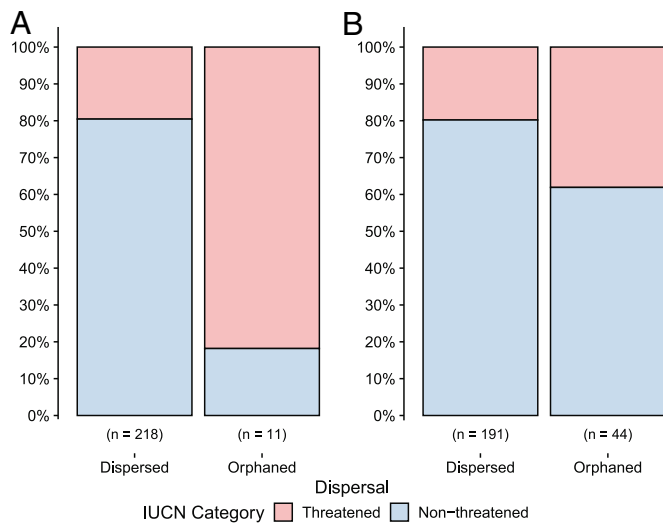 A
100%
90%
80%
70%
60%
50%
40%
30%
20%
10%
0%
(n = 218)
(n = 11)
Dispersed
Orphaned
B
100%
90%
80%
70%
60%
50%
40%
30%
20%
10%
0%
(n = 191)
(n = 44)
Dispersed
Orphaned
Dispersal
IUCN Category Threatened Non−threatened